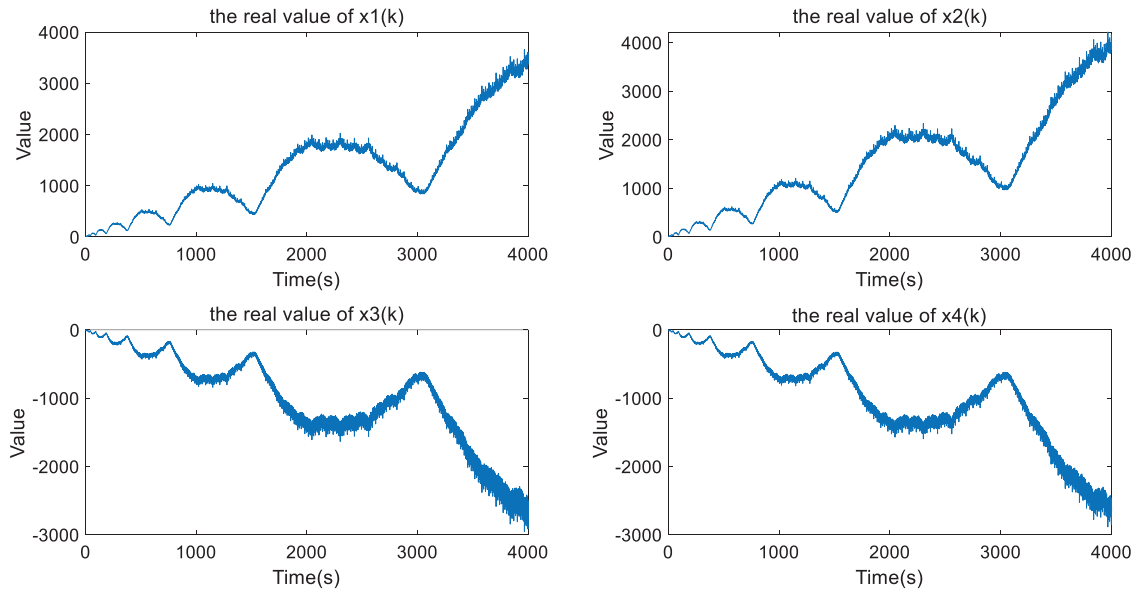 the real value of x1(k)
4000
3000
2000
1000
0
Value
0 1000 2000 3000 4000
Time(s)
the real value of x2(k)
4000
3000
2000
1000
0
Value
0 1000 2000 3000 4000
Time(s)
the real value of x3(k)
0
-1000
-2000
-3000
Value
0 1000 2000 3000 4000
Time(s)
the real value of x4(k)
0
-1000
-2000
-3000
Value
0 1000 2000 3000 4000
Time(s)